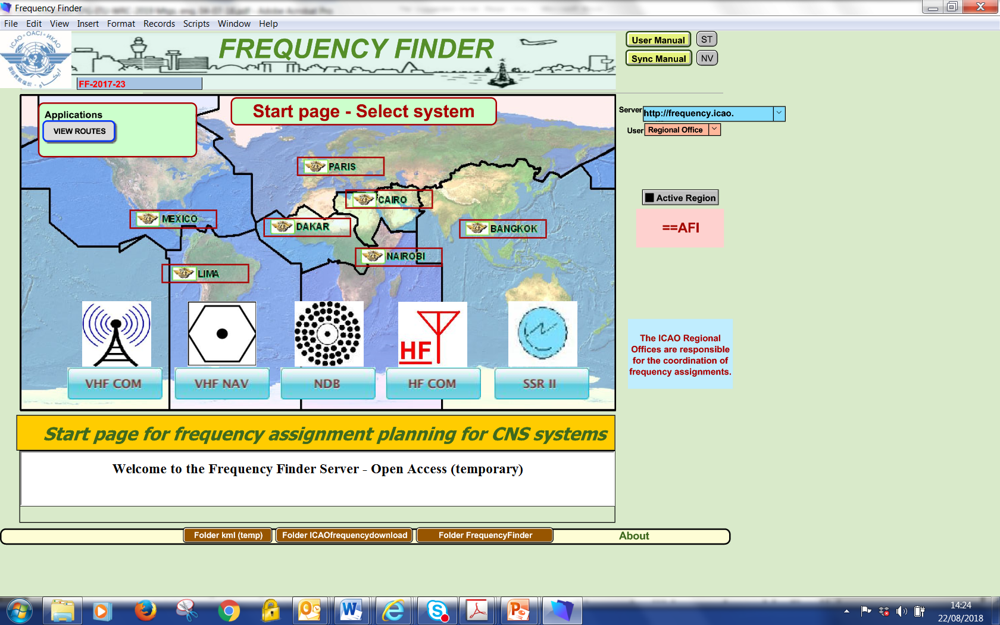 Frequency Finder
File Edit View Insert Format Records Scripts Window Help
ICAO · OACI · ИКАО
FREQUENCY FINDER
FF-2017-23
User Manual
ST
Sync Manual
NV
Applications
VIEW ROUTES
Start page - Select system
Server
http://frequency.icao.
User
Regional Office
PARIS
CAIRO
MEXICO
DAKAR
BANGKOK
NAIROBI
LIMA
Active Region
==AFI
HF
The ICAO Regional
Offices are responsible
for the coordination of
frequency assignments.
VHF COM
VHF NAV
NDB
HF COM
SSR II
Start page for frequency assignment planning for CNS systems
Welcome to the Frequency Finder Server - Open Access (temporary)
Folder kml (temp)
Folder ICAOfrequencydownload
Folder FrequencyFinder
About
14:24
22/08/2018